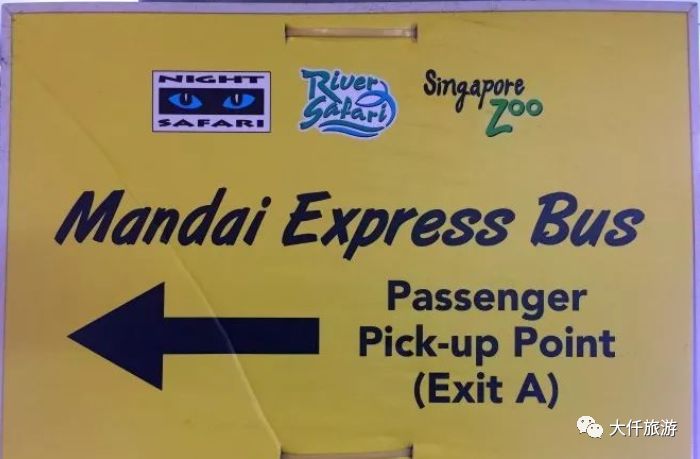 NIGHT
SAFARI
River
Safari
Singapore
Zoo
Mandai Express Bus
Passenger
Pick-up Point
(Exit A)
大仟旅游